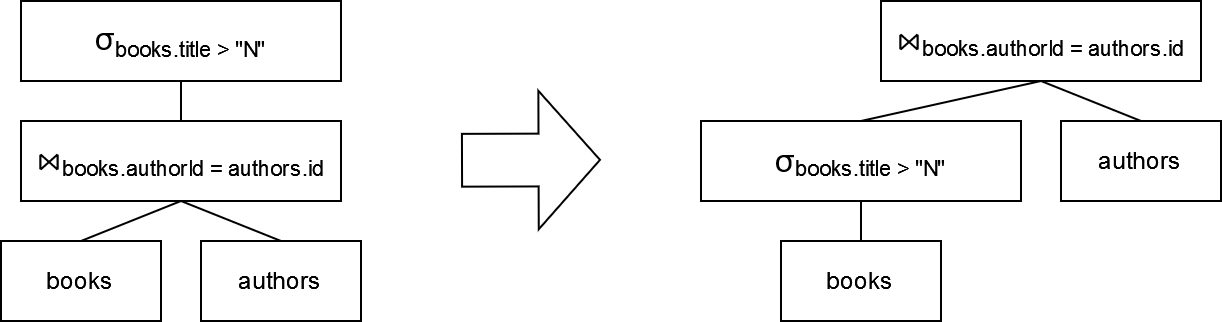 σbooks.title > "N"
⋈books.authorId = authors.id
books
authors
⋈books.authorId = authors.id
σbooks.title > "N"
authors
books